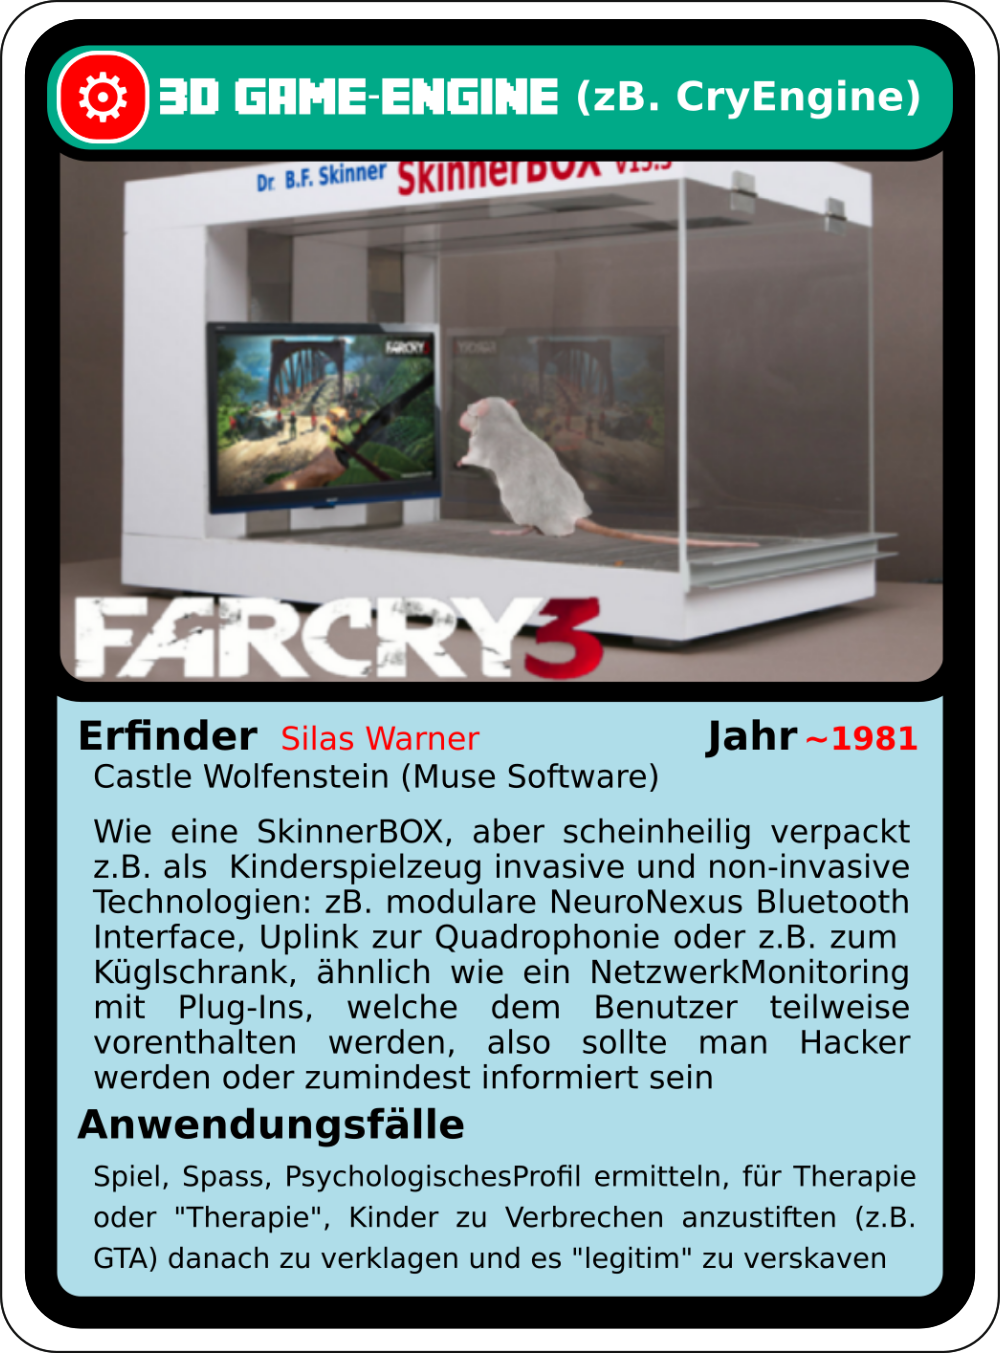 3D GAME-ENGINE (zB. CryEngine)
Dr. B.F. Skinner SkinnerBOX V15.5
FARCRY 3
FARCRY3
Erfinder Silas Warner Jahr ~1981
Castle Wolfenstein (Muse Software)
Wie eine SkinnerBOX, aber scheinheilig verpackt
z.B. als Kinderspielzeug invasive und non-invasive
Technologien: zB. modulare NeuroNexus Bluetooth
Interface, Uplink zur Quadrophonie oder z.B. zum
Küglschrank, ähnlich wie ein NetzwerkMonitoring
mit Plug-Ins, welche dem Benutzer teilweise
vorenthalten werden, also sollte man Hacker
werden oder zumindest informiert sein
Anwendungsfälle
Spiel, Spass, PsychologischesProfil ermitteln, für Therapie
oder "Therapie", Kinder zu Verbrechen anzustiften (z.B.
GTA) danach zu verklagen und es "legitim" zu verskaven